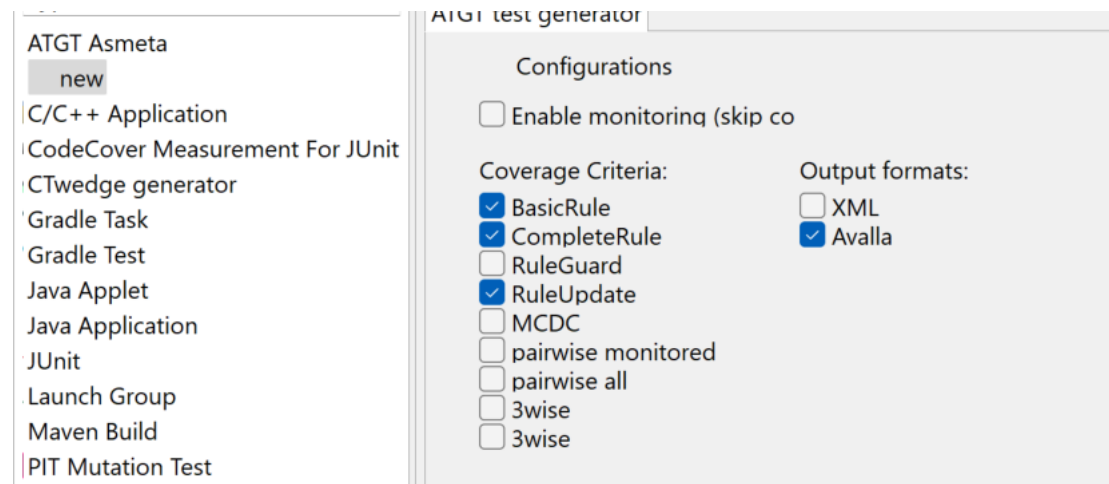 ATGT Asmeta
new
C/C++ Application
CodeCover Measurement For JUnit
CTwedge generator
Gradle Task
Gradle Test
Java Applet
Java Application
JUnit
Launch Group
Maven Build
PIT Mutation Test
ATGT test generator
Configurations
Enable monitoring (skip co
Coverage Criteria:
BasicRule
CompleteRule
RuleGuard
RuleUpdate
MCDC
pairwise monitored
pairwise all
3wise
3wise
Output formats:
XML
Avalla